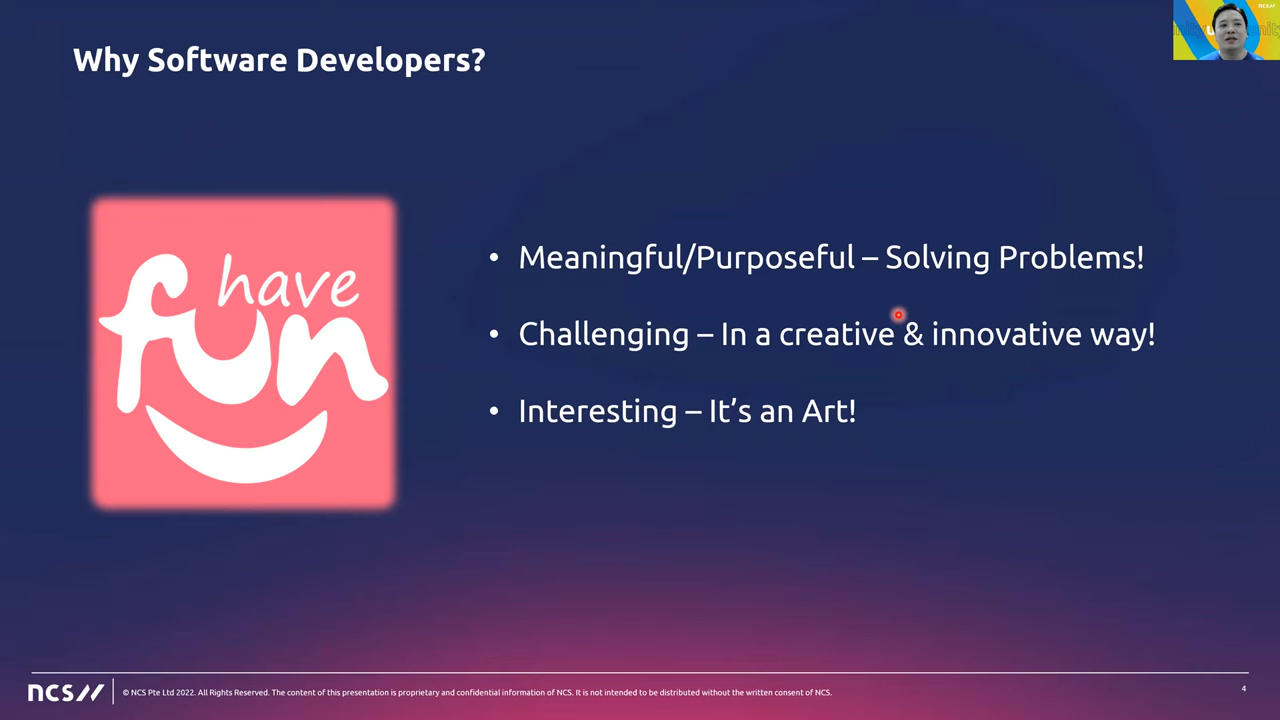 Why Software Developers?
ncs//
have
fun
• Meaningful/Purposeful – Solving Problems!
• Challenging – In a creative & innovative way!
• Interesting – It’s an Art!
ncs//
© NCS Pte Ltd 2022. All Rights Reserved. The content of this presentation is proprietary and confidential information of NCS. It is not intended to be distributed without the written consent of NCS.
4